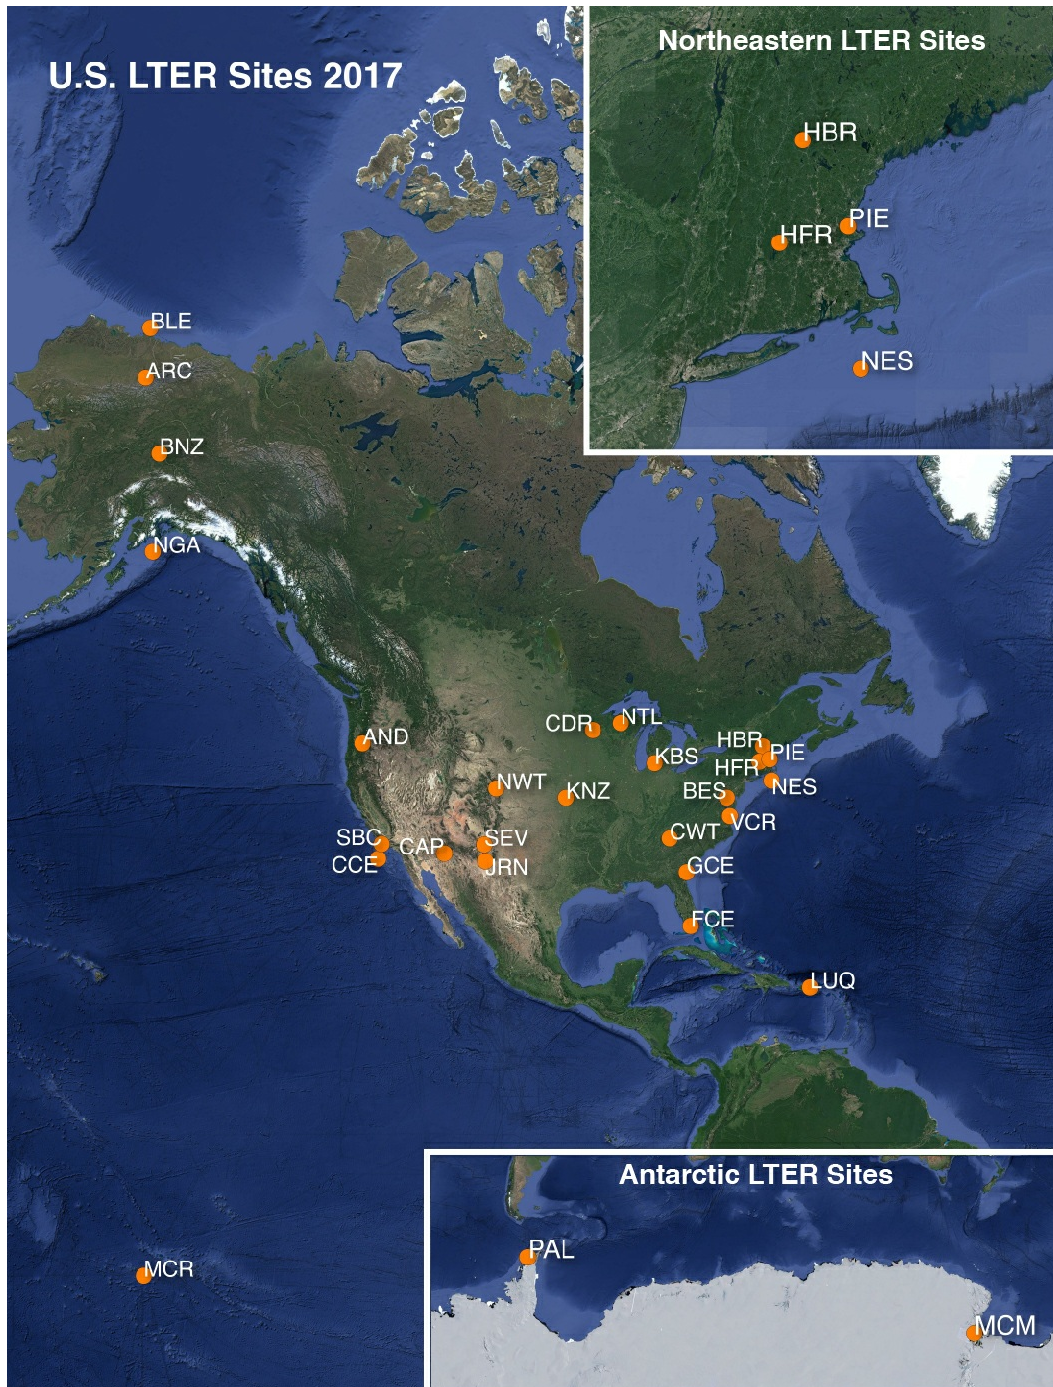 U.S. LTER Sites 2017
Northeastern LTER Sites
HBR
PIE
HFR
NES
BLE
ARC
BNZ
NGA
CDR
NTL
AND
HBR
PIE
KBS
HFR
NWT
KNZ
BES
NES
VCR
SBC
CAP
SEV
CWT
CCE
JRN
GCE
FCE
LUQ
Antarctic LTER Sites
PAL
MCR
MCM